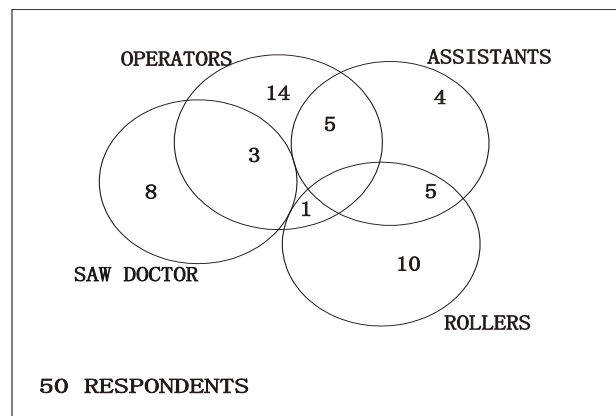 OPERATORS
ASSISTANTS
14
4
5
3
8
5
1
10
SAW DOCTOR
ROLLERS
50 RESPONDENTS